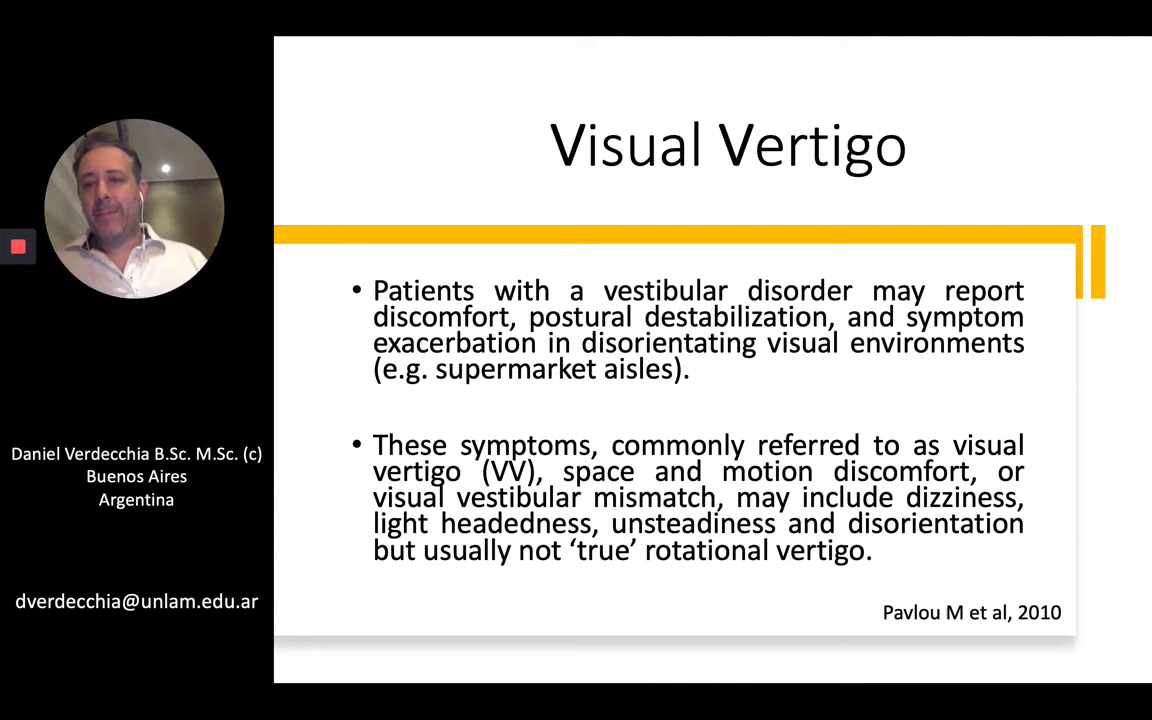 Visual Vertigo
• Patients with a vestibular disorder may report
discomfort, postural destabilization, and symptom
exacerbation in disorientating visual environments
(e.g. supermarket aisles).
• These symptoms, commonly referred to as visual
vertigo (VV), space and motion discomfort, or
visual vestibular mismatch, may include dizziness,
light headedness, unsteadiness and disorientation
but usually not ‘true’ rotational vertigo.
Pavlou M et al, 2010
Daniel Verdecchia B.Sc. M.Sc. (c)
Buenos Aires
Argentina
dverdecchia@unlam.edu.ar